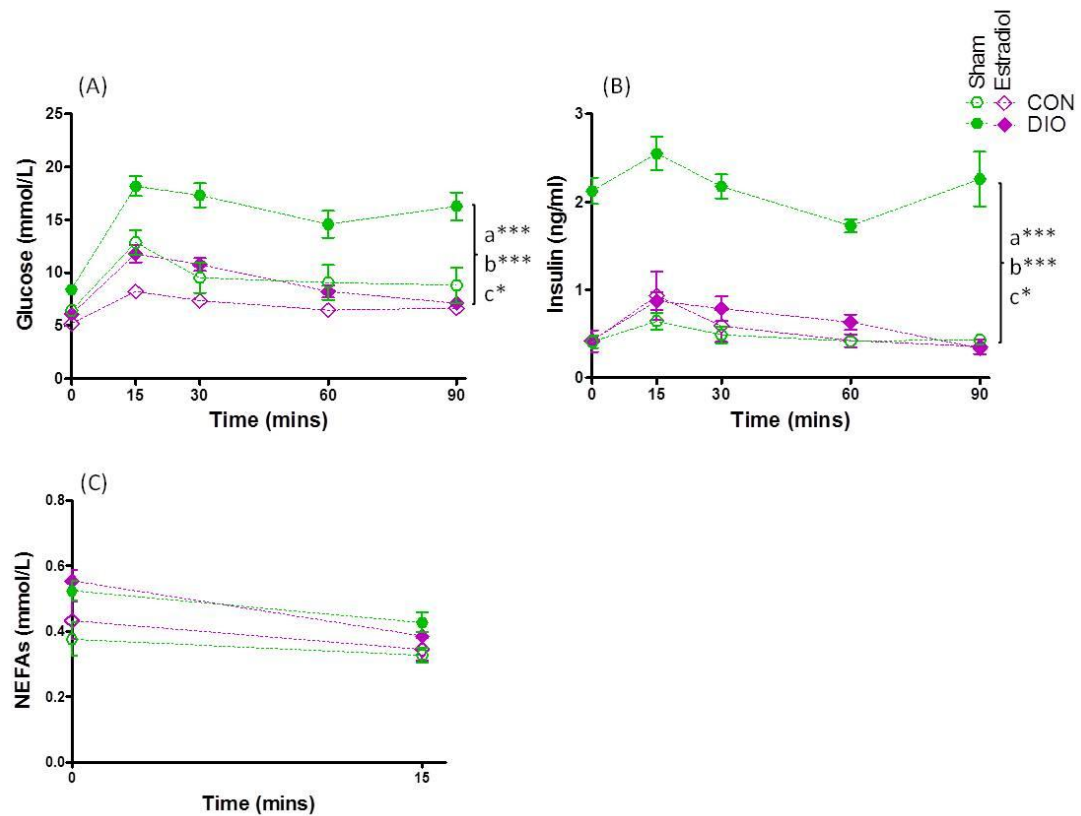 (A)
Glucose (mmol/L)
25
20
15
10
5
0
0 15 30 60 90
Time (mins)
a***
b***
c*
(B)
Insulin (ng/ml)
3
2
1
0
0 15 30 60 90
Time (mins)
a***
b***
c*
Sham
Estradiol
CON
DIO
(C)
NEFAs (mmol/L)
0.8
0.6
0.4
0.2
0.0
0 15
Time (mins)